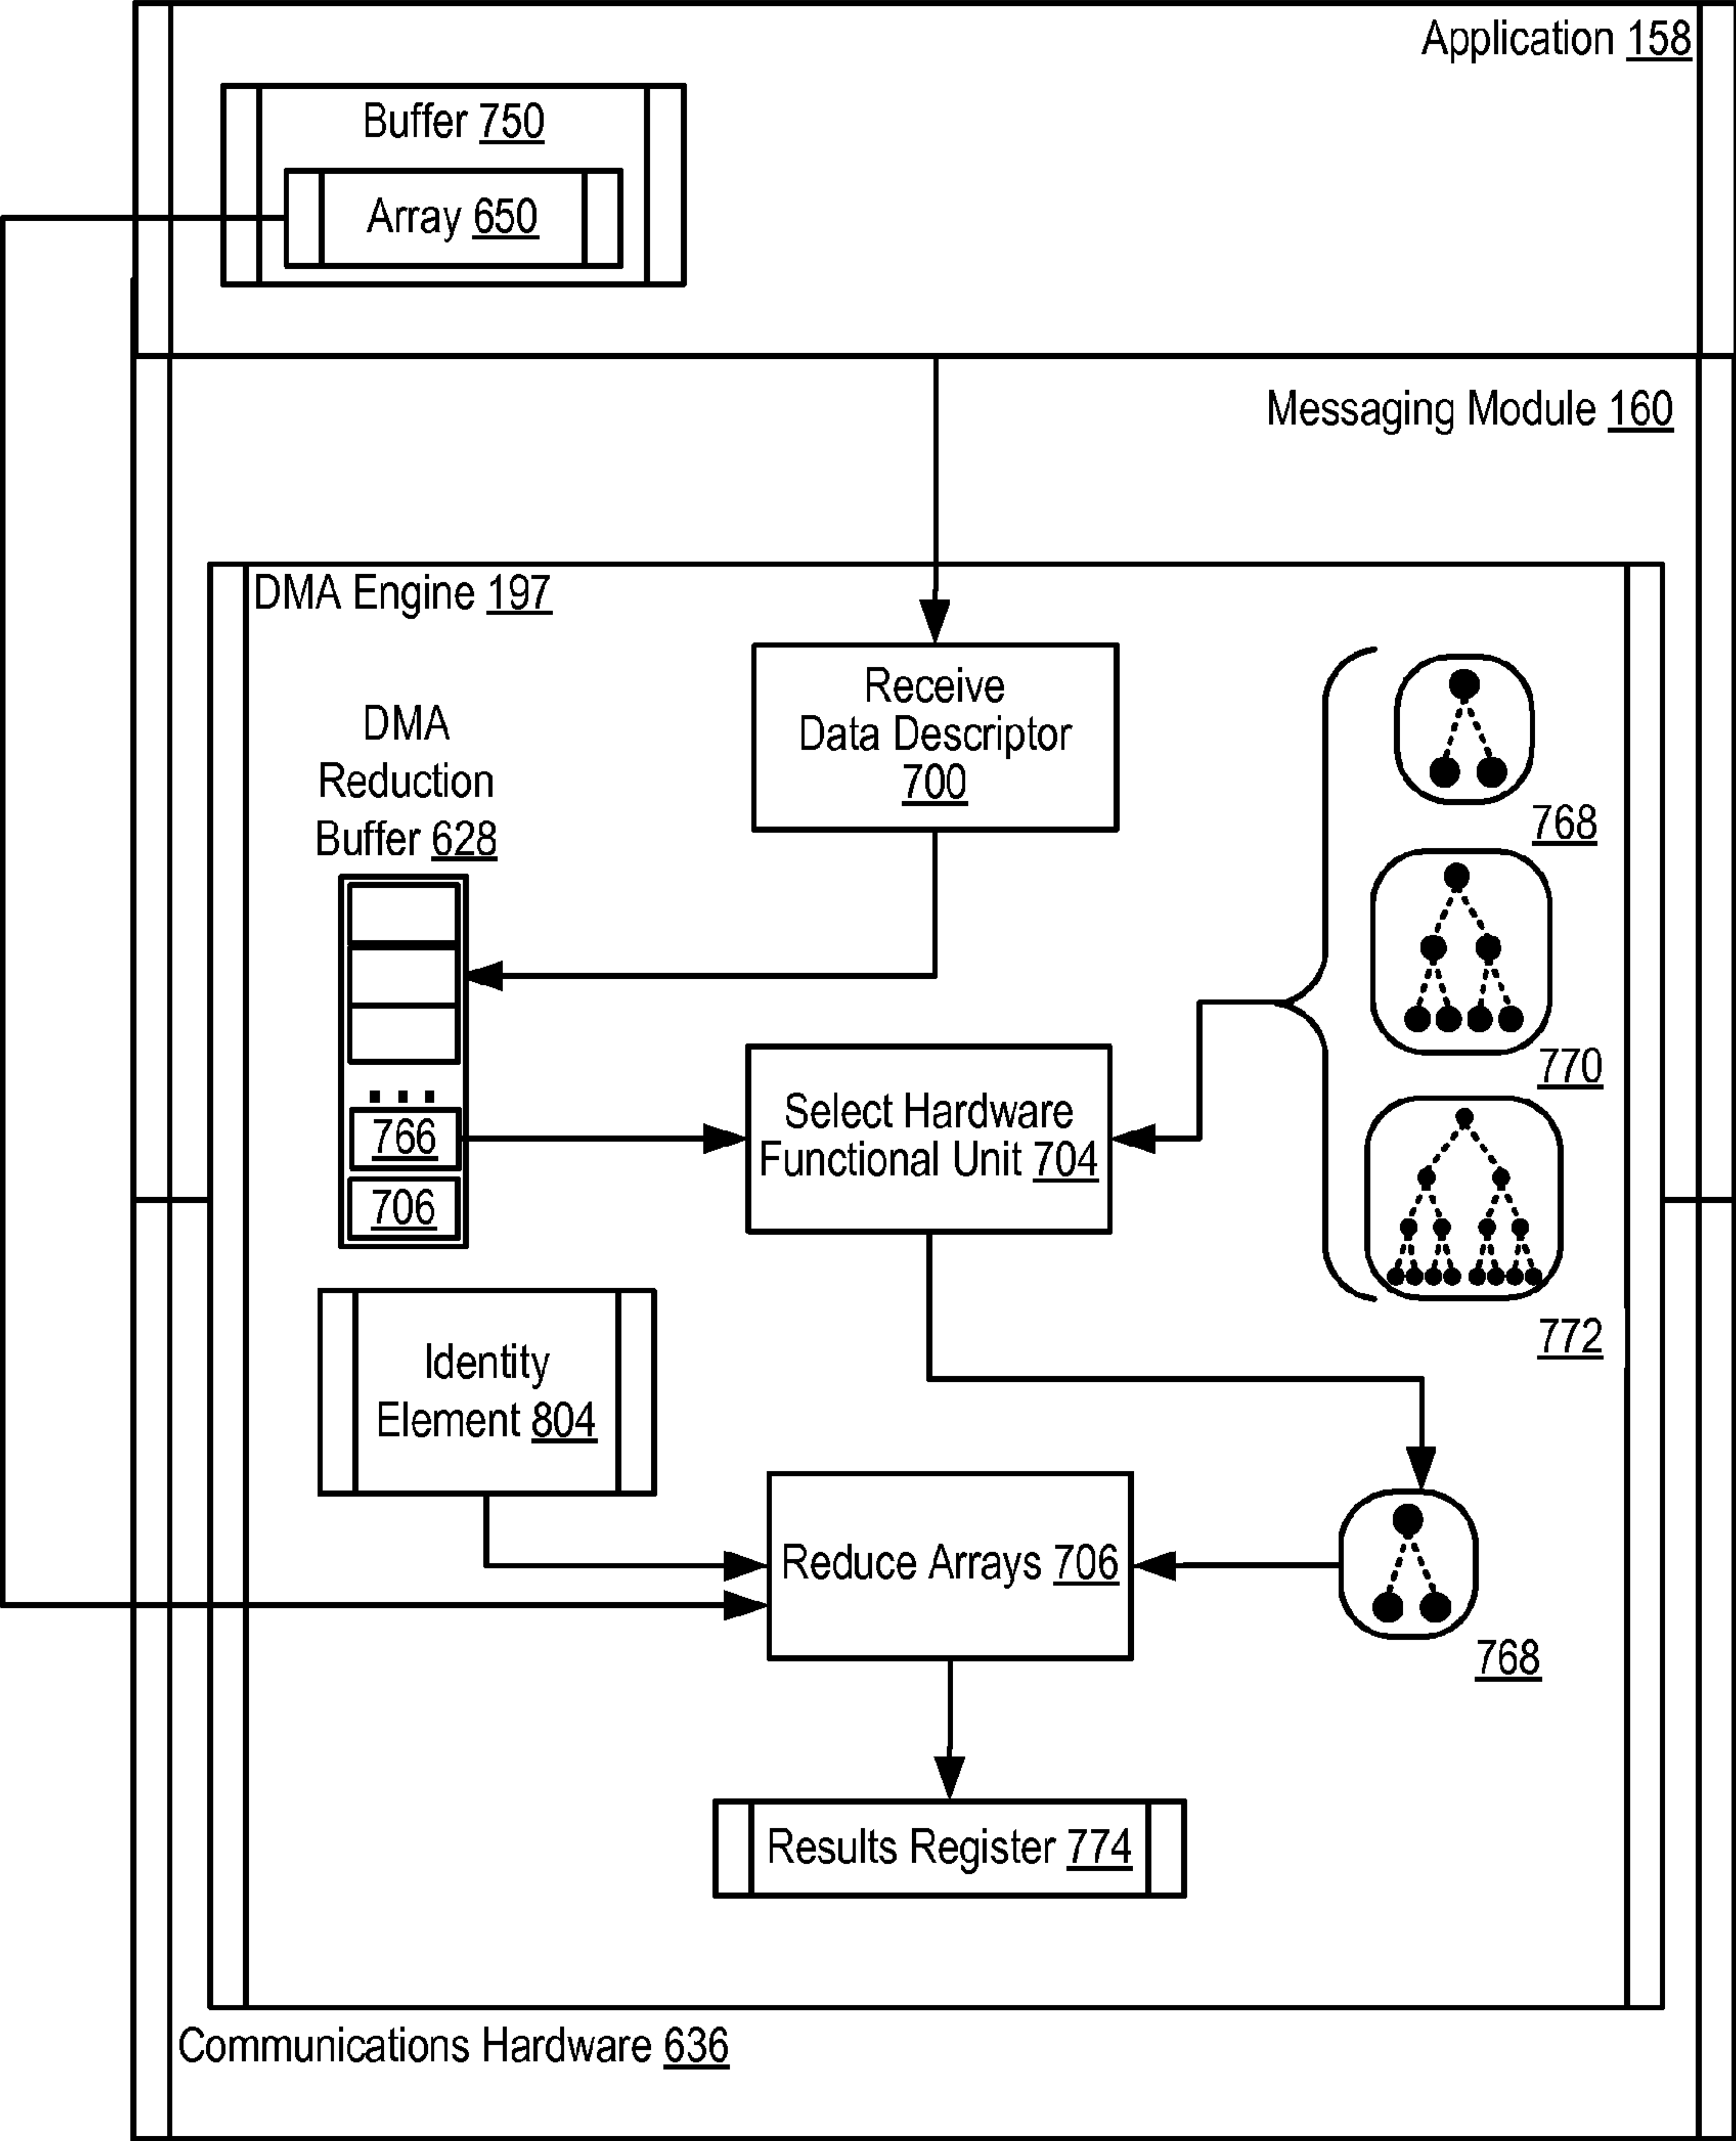 Application 158
Buffer 750
Array 650
Messaging Module 160
DMA Engine 197
Receive
Data Descriptor
700
DMA
Reduction
Buffer 628
768
770
...
766
706
Select Hardware
Functional Unit 704
772
Identity
Element 804
Reduce Arrays 706
768
Results Register 774
Communications Hardware 636